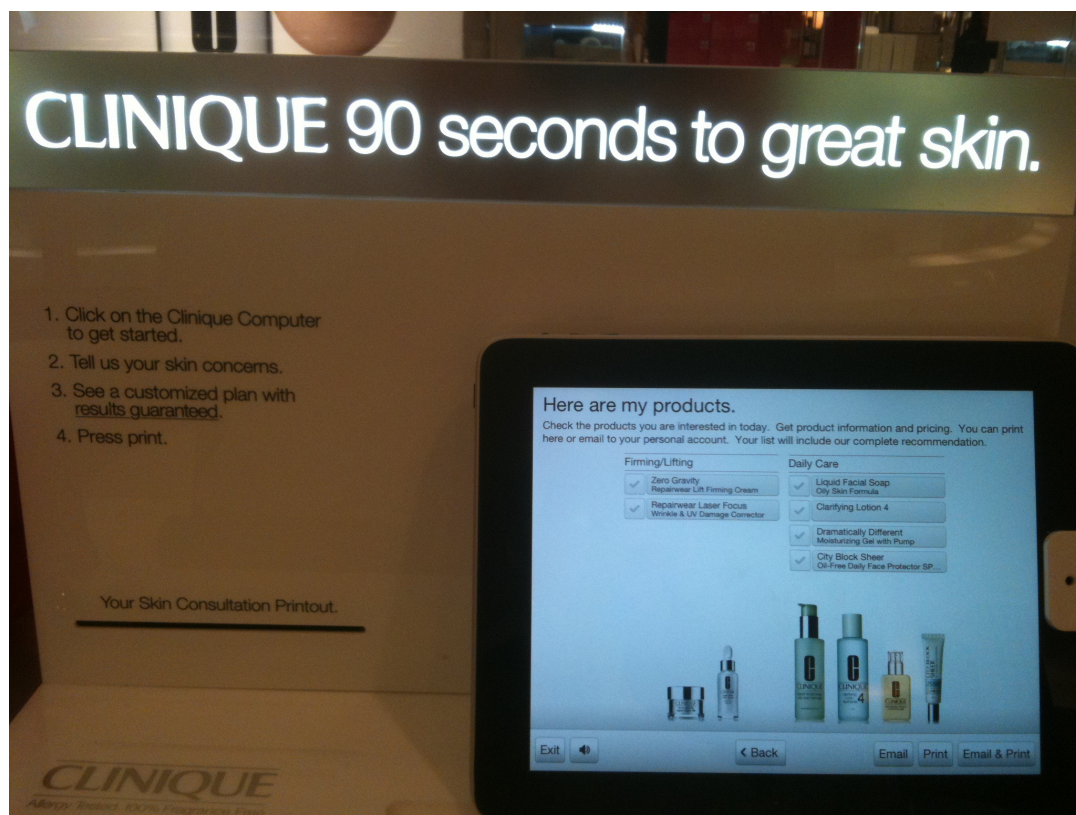 CLINIQUE 90 seconds to great skin.
1. Click on the Clinique Computer
to get started.
2. Tell us your skin concerns.
3. See a customized plan with
results guaranteed.
4. Press print.
Your Skin Consultation Printout.
CLINIQUE
Allergy Tested. 100% Fragrance Free.
Here are my products.
Check the products you are interested in today. Get product information and pricing. You can print
here or email to your personal account. Your list will include our complete recommendation.
Firming/Lifting
Zero Gravity
Repairwear Lift Firming Cream
Repairwear Laser Focus
Wrinkle & UV Damage Corrector
Daily Care
Liquid Facial Soap
Oily Skin Formula
Clarifying Lotion 4
Dramatically Different
Moisturizing Gel with Pump
City Block Sheer
Oil-Free Daily Face Protector SP...
CLINIQUE
CLINIQUE
4
CLINIQUE
Exit
< Back
Email
Print
Email & Print